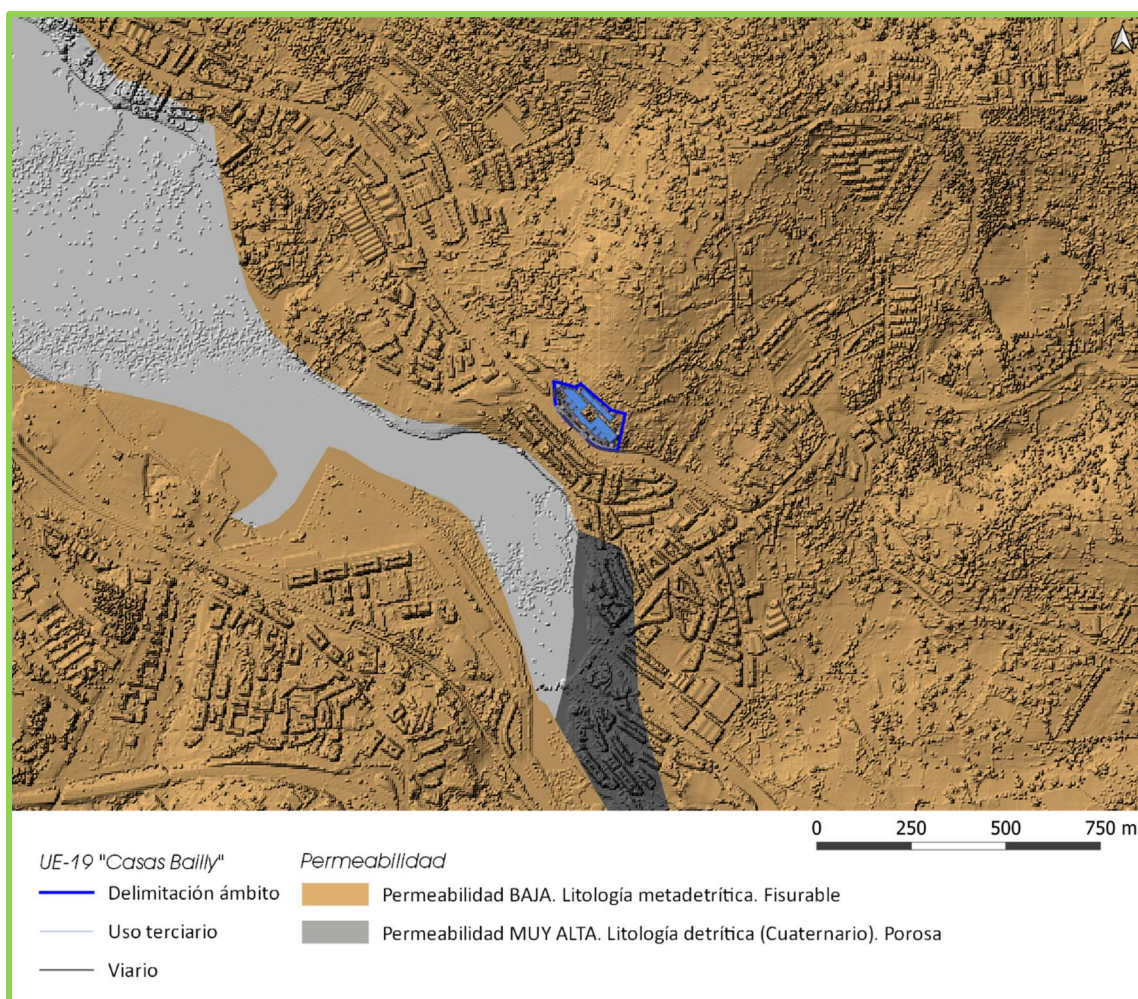 0 250 500 750 m
UE-19 "Casas Bailly"
Delimitación ámbito
Uso terciario
Viario
Permeabilidad
Permeabilidad BAJA. Litología metadetrítica. Fisurable
Permeabilidad MUY ALTA. Litología detrítica (Cuaternario). Porosa